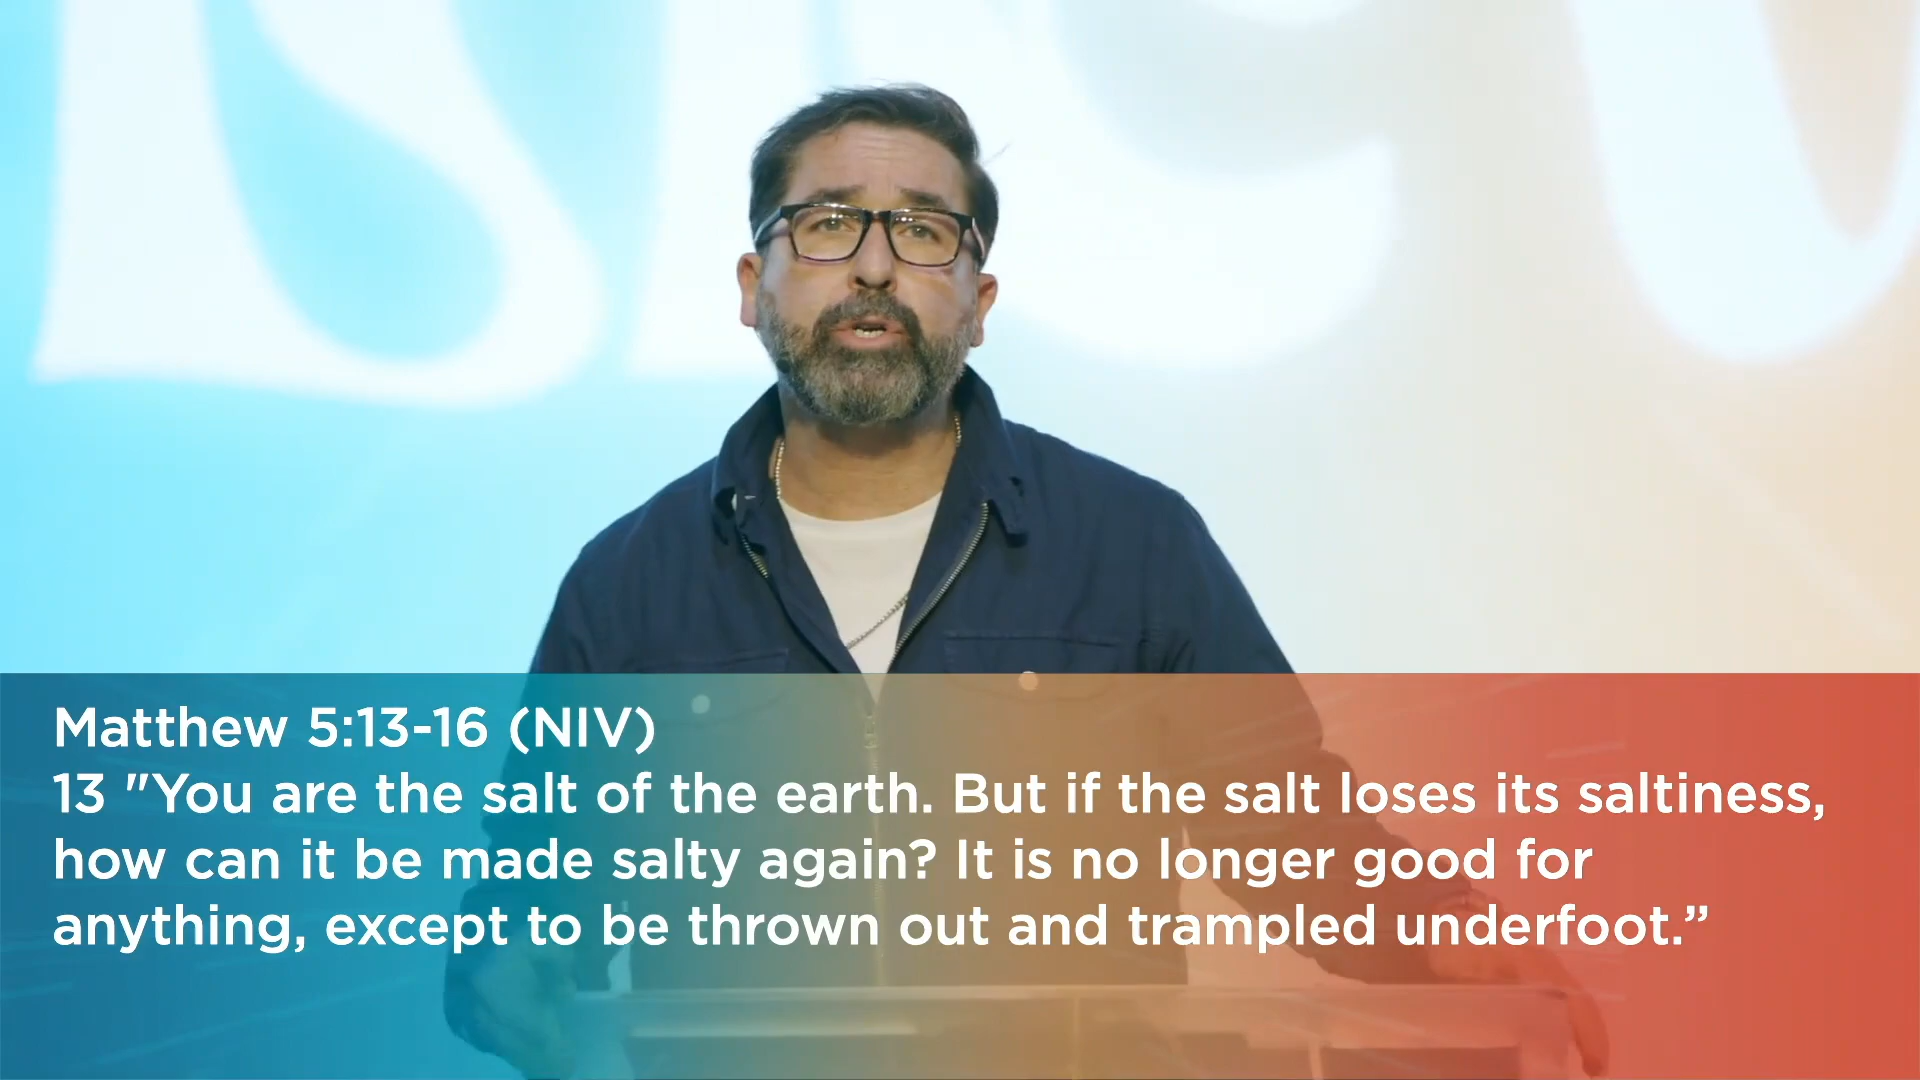 Matthew 5:13-16 (NIV)
13 "You are the salt of the earth. But if the salt loses its saltiness,
how can it be made salty again? It is no longer good for
anything, except to be thrown out and trampled underfoot.”